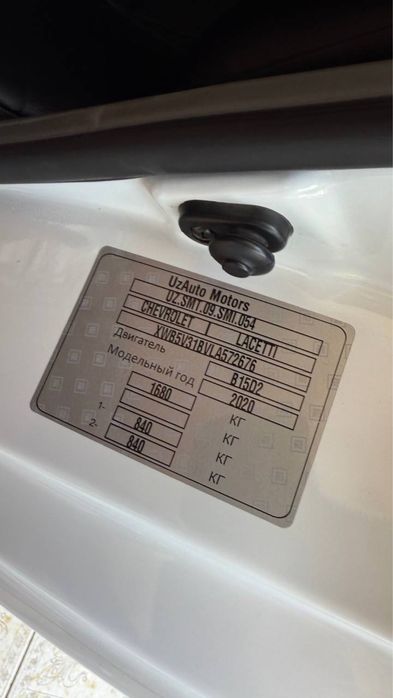 UzAuto Motors
UZ.SMT.09.SMI.054
CHEVROLET LACETTI
XWB5V31BVLA572676
Двигатель B15D2
Модельный год 2020
1680 КГ
КГ
1- 840 КГ
2- 840 КГ